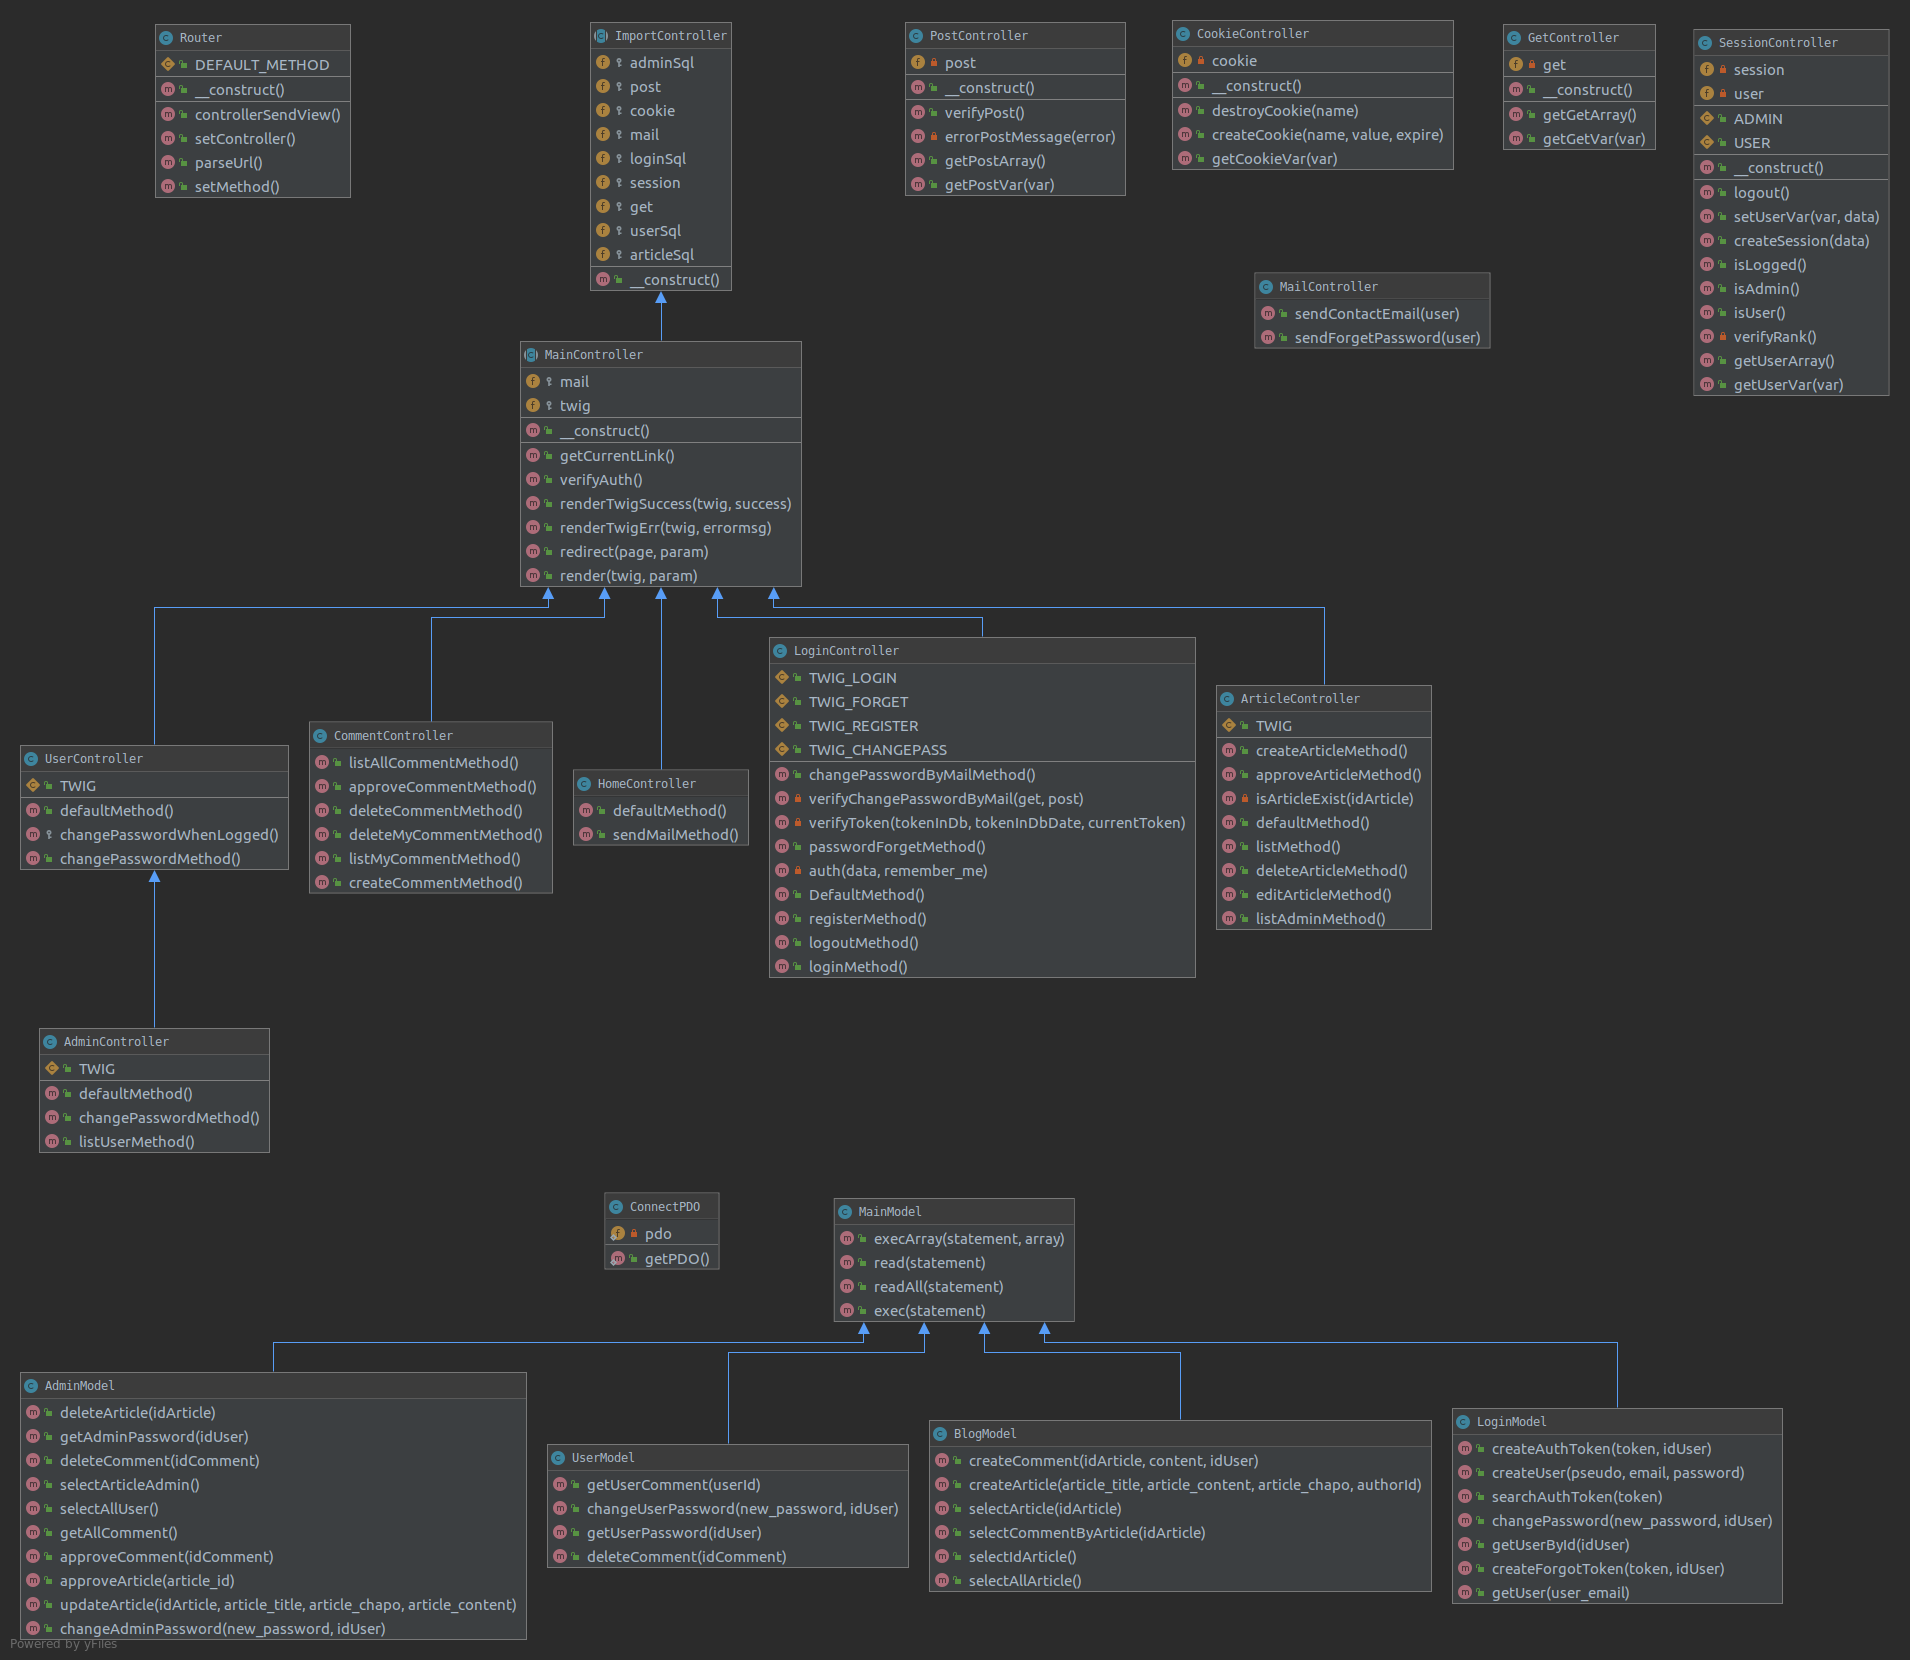 Router
DEFAULT_METHOD
__construct()
controllerSendView()
setController()
parseUrl()
setMethod()
ImportController
adminSql
post
cookie
mail
loginSql
session
get
userSql
articleSql
__construct()
PostController
post
__construct()
verifyPost()
errorPostMessage(error)
getPostArray()
getPostVar(var)
CookieController
cookie
__construct()
destroyCookie(name)
createCookie(name, value, expire)
getCookieVar(var)
GetController
get
__construct()
getGetArray()
getGetVar(var)
SessionController
session
user
ADMIN
USER
__construct()
logout()
setUserVar(var, data)
createSession(data)
isLogged()
isAdmin()
isUser()
verifyRank()
getUserArray()
getUserVar(var)
MailController
sendContactEmail(user)
sendForgetPassword(user)
MainController
mail
twig
__construct()
getCurrentLink()
verifyAuth()
renderTwigSuccess(twig, success)
renderTwigErr(twig, errormsg)
redirect(page, param)
render(twig, param)
UserController
TWIG
defaultMethod()
changePasswordWhenLogged()
changePasswordMethod()
CommentController
listAllCommentMethod()
approveCommentMethod()
deleteCommentMethod()
deleteMyCommentMethod()
listMyCommentMethod()
createCommentMethod()
HomeController
defaultMethod()
sendMailMethod()
LoginController
TWIG_LOGIN
TWIG_FORGET
TWIG_REGISTER
TWIG_CHANGEPASS
changePasswordByMailMethod()
verifyChangePasswordByMail(get, post)
verifyToken(tokenInDb, tokenInDbDate, currentToken)
passwordForgetMethod()
auth(data, remember_me)
DefaultMethod()
registerMethod()
logoutMethod()
loginMethod()
ArticleController
TWIG
createArticleMethod()
approveArticleMethod()
isArticleExist(idArticle)
defaultMethod()
listMethod()
deleteArticleMethod()
editArticleMethod()
listAdminMethod()
AdminController
TWIG
defaultMethod()
changePasswordMethod()
listUserMethod()
ConnectPDO
pdo
getPDO()
MainModel
execArray(statement, array)
read(statement)
readAll(statement)
exec(statement)
AdminModel
deleteArticle(idArticle)
getAdminPassword(idUser)
deleteComment(idComment)
selectArticleAdmin()
selectAllUser()
getAllComment()
approveComment(idComment)
approveArticle(article_id)
updateArticle(idArticle, article_title, article_chapo, article_content)
changeAdminPassword(new_password, idUser)
UserModel
getUserComment(userId)
changeUserPassword(new_password, idUser)
getUserPassword(idUser)
deleteComment(idComment)
BlogModel
createComment(idArticle, content, idUser)
createArticle(article_title, article_content, article_chapo, authorId)
selectArticle(idArticle)
selectCommentByArticle(idArticle)
selectIdArticle()
selectAllArticle()
LoginModel
createAuthToken(token, idUser)
createUser(pseudo, email, password)
searchAuthToken(token)
changePassword(new_password, idUser)
getUserById(idUser)
createForgotToken(token, idUser)
getUser(user_email)
Powered by yFiles